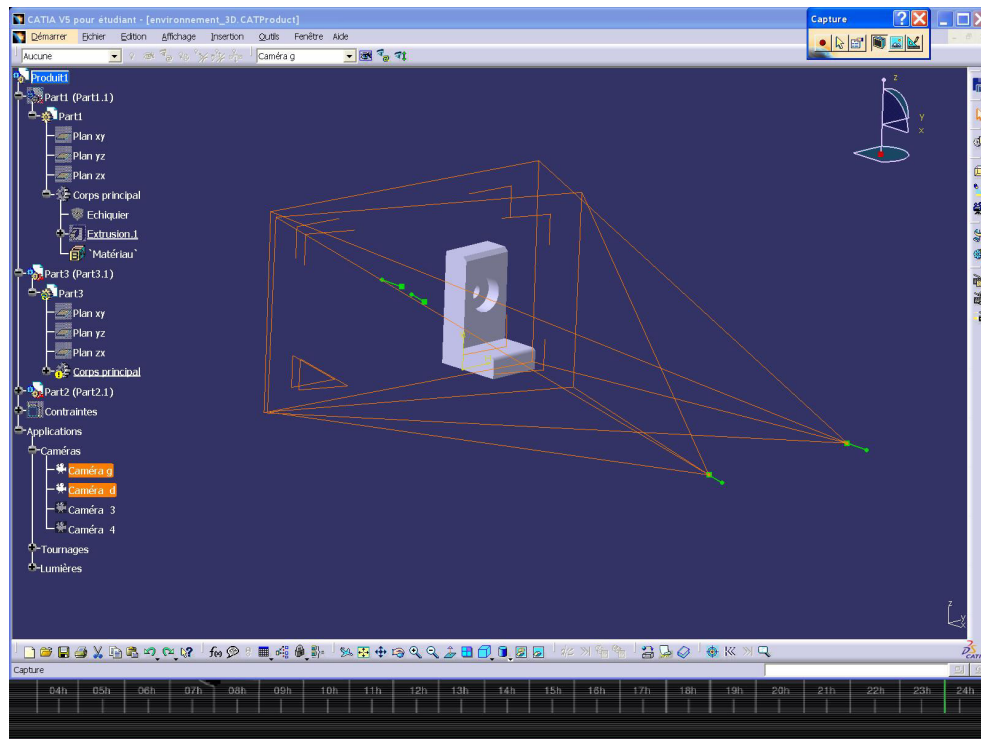 CATIA V5 pour étudiant - [environnement_3D.CATProduct]
Capture
Démarrer Fichier Edition Affichage Insertion Outils Fenêtre Aide
Aucune
Caméra g
Produit1
Part1 (Part1.1)
Part1
Plan xy
Plan yz
Plan zx
Corps principal
Echiquier
Extrusion.1
`Matériau`
Part3 (Part3.1)
Part3
Plan xy
Plan yz
Plan zx
Corps principal
Part2 (Part2.1)
Contraintes
Applications
Caméras
Caméra g
Caméra d
Caméra 3
Caméra 4
Tournages
Lumières
z
y
x
z
f(x)
CATIA
Capture
04h 05h 06h 07h 08h 09h 10h 11h 12h 13h 14h 15h 16h 17h 18h 19h 20h 21h 22h 23h 24h